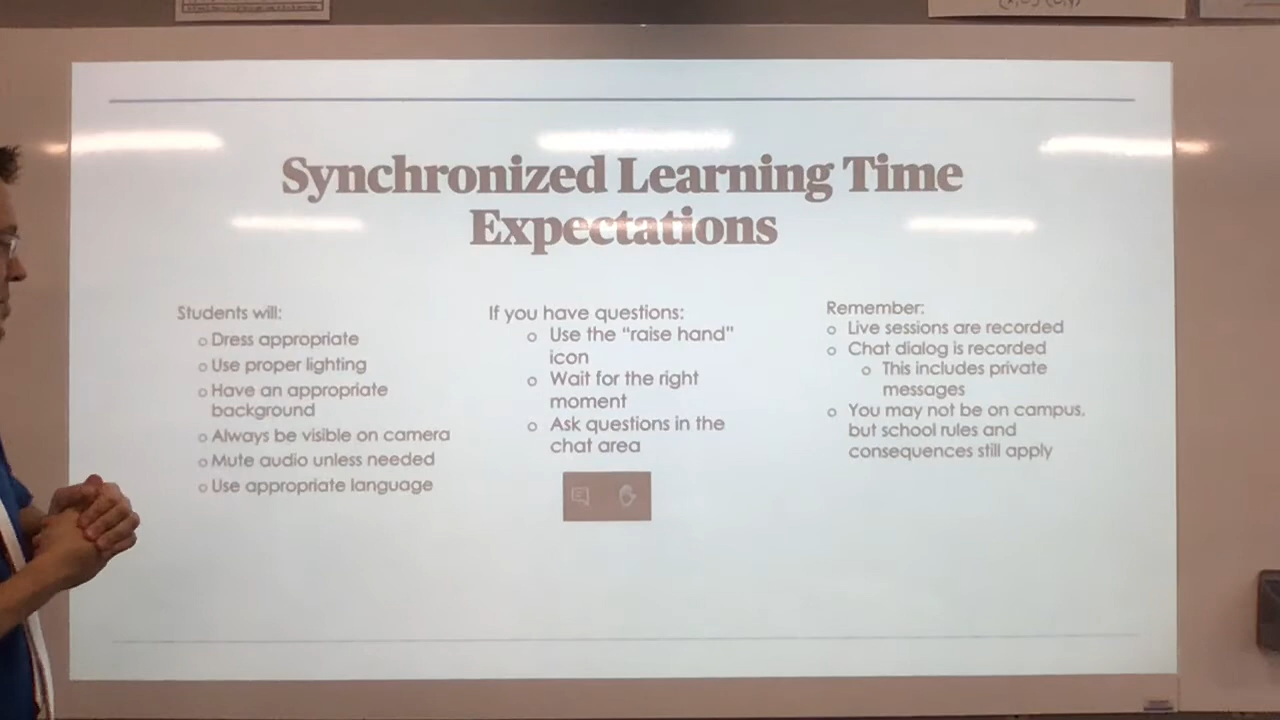 Synchronized Learning Time
Expectations
Students will:
Dress appropriate
Use proper lighting
Have an appropriate
background
Always be visible on camera
Mute audio unless needed
Use appropriate language
If you have questions:
Use the "raise hand"
icon
Wait for the right
moment
Ask questions in the
chat area
Remember:
Live sessions are recorded
Chat dialog is recorded
This includes private
messages
You may not be on campus,
but school rules and
consequences still apply